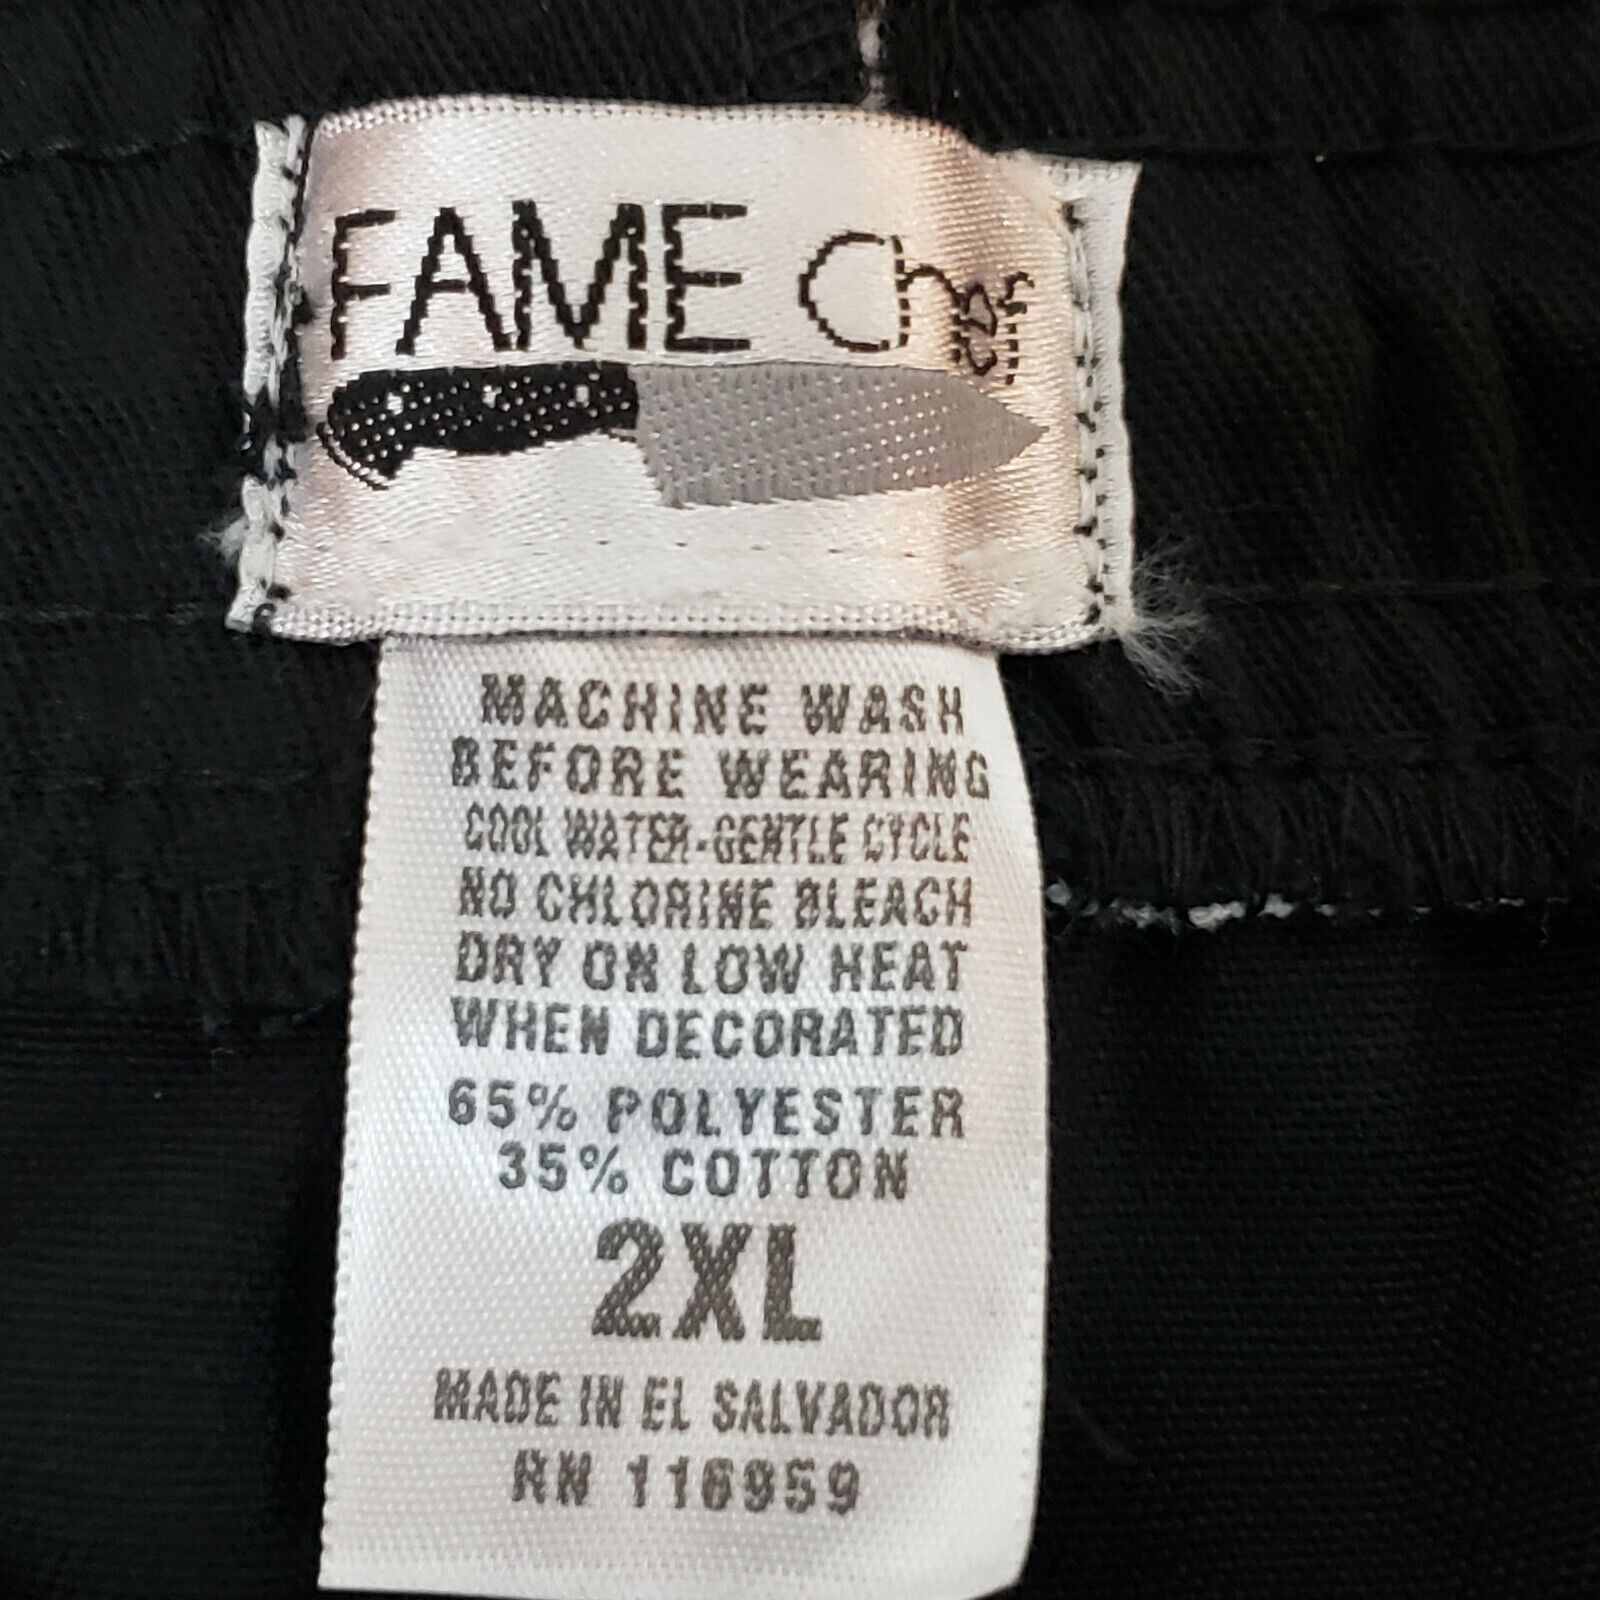 FAME Chef
MACHINE WASH
BEFORE WEARING
COOL WATER-GENTLE CYCLE
NO CHLORINE BLEACH
DRY ON LOW HEAT
WHEN DECORATED
65% POLYESTER
35% COTTON
2XL
MADE IN EL SALVADOR
RN 116959